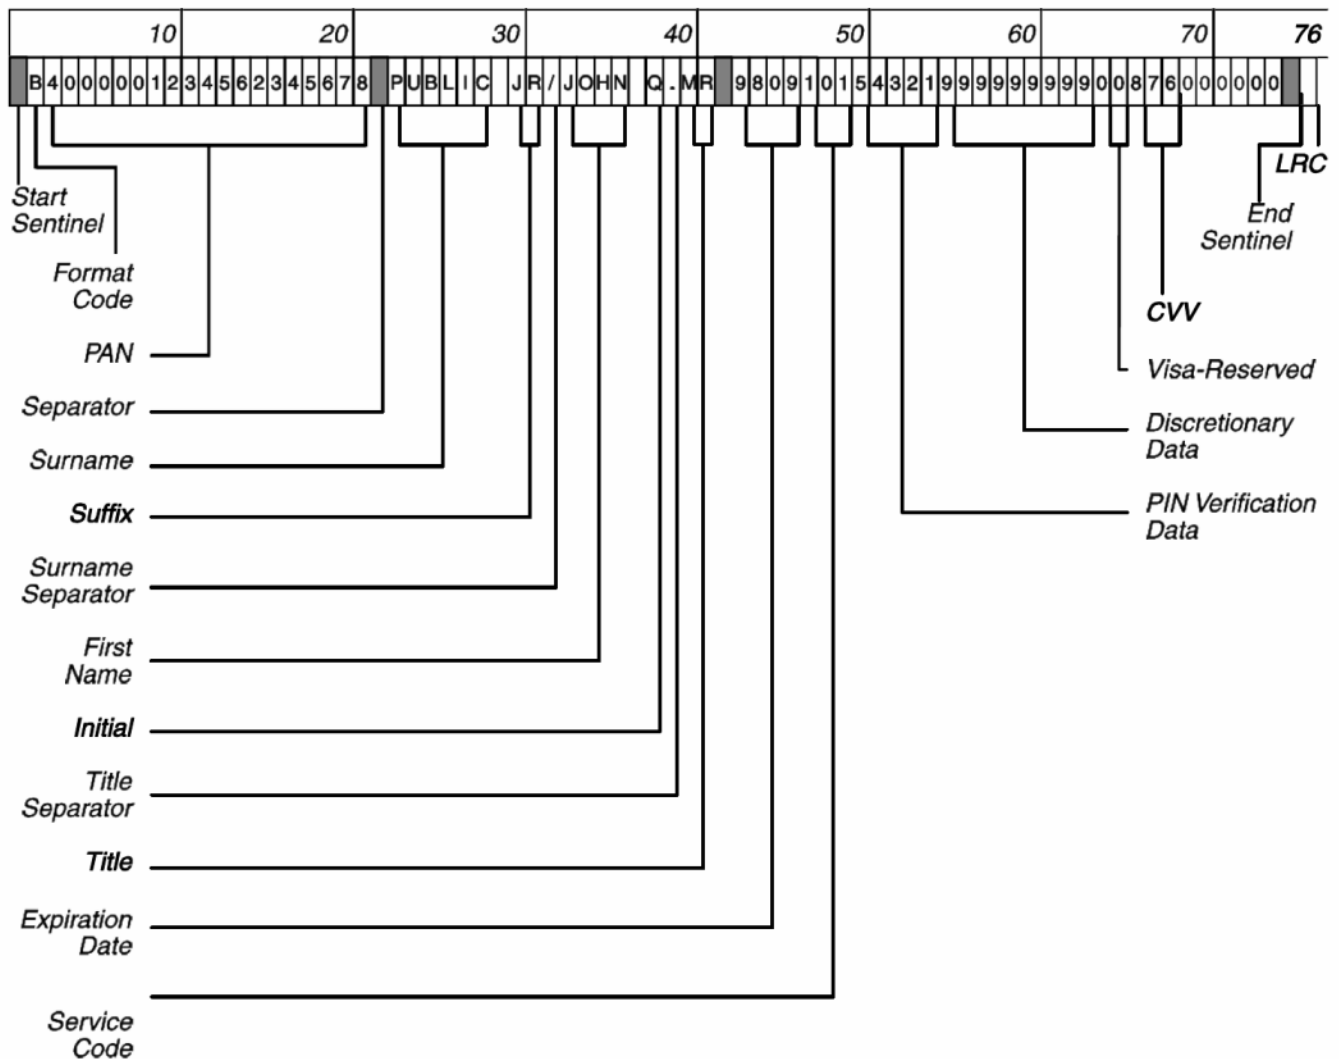 10 20 30 40 50 60 70 76
B4000001234562345678 PUBLIC JR/JOHN Q.MR 98091015432199999999900876000000
LRC
Start
Sentinel
End
Sentinel
Format
Code
CVV
PAN
Visa-Reserved
Separator
Discretionary
Data
Surname
PIN Verification
Data
Suffix
Surname
Separator
First
Name
Initial
Title
Separator
Title
Expiration
Date
Service
Code